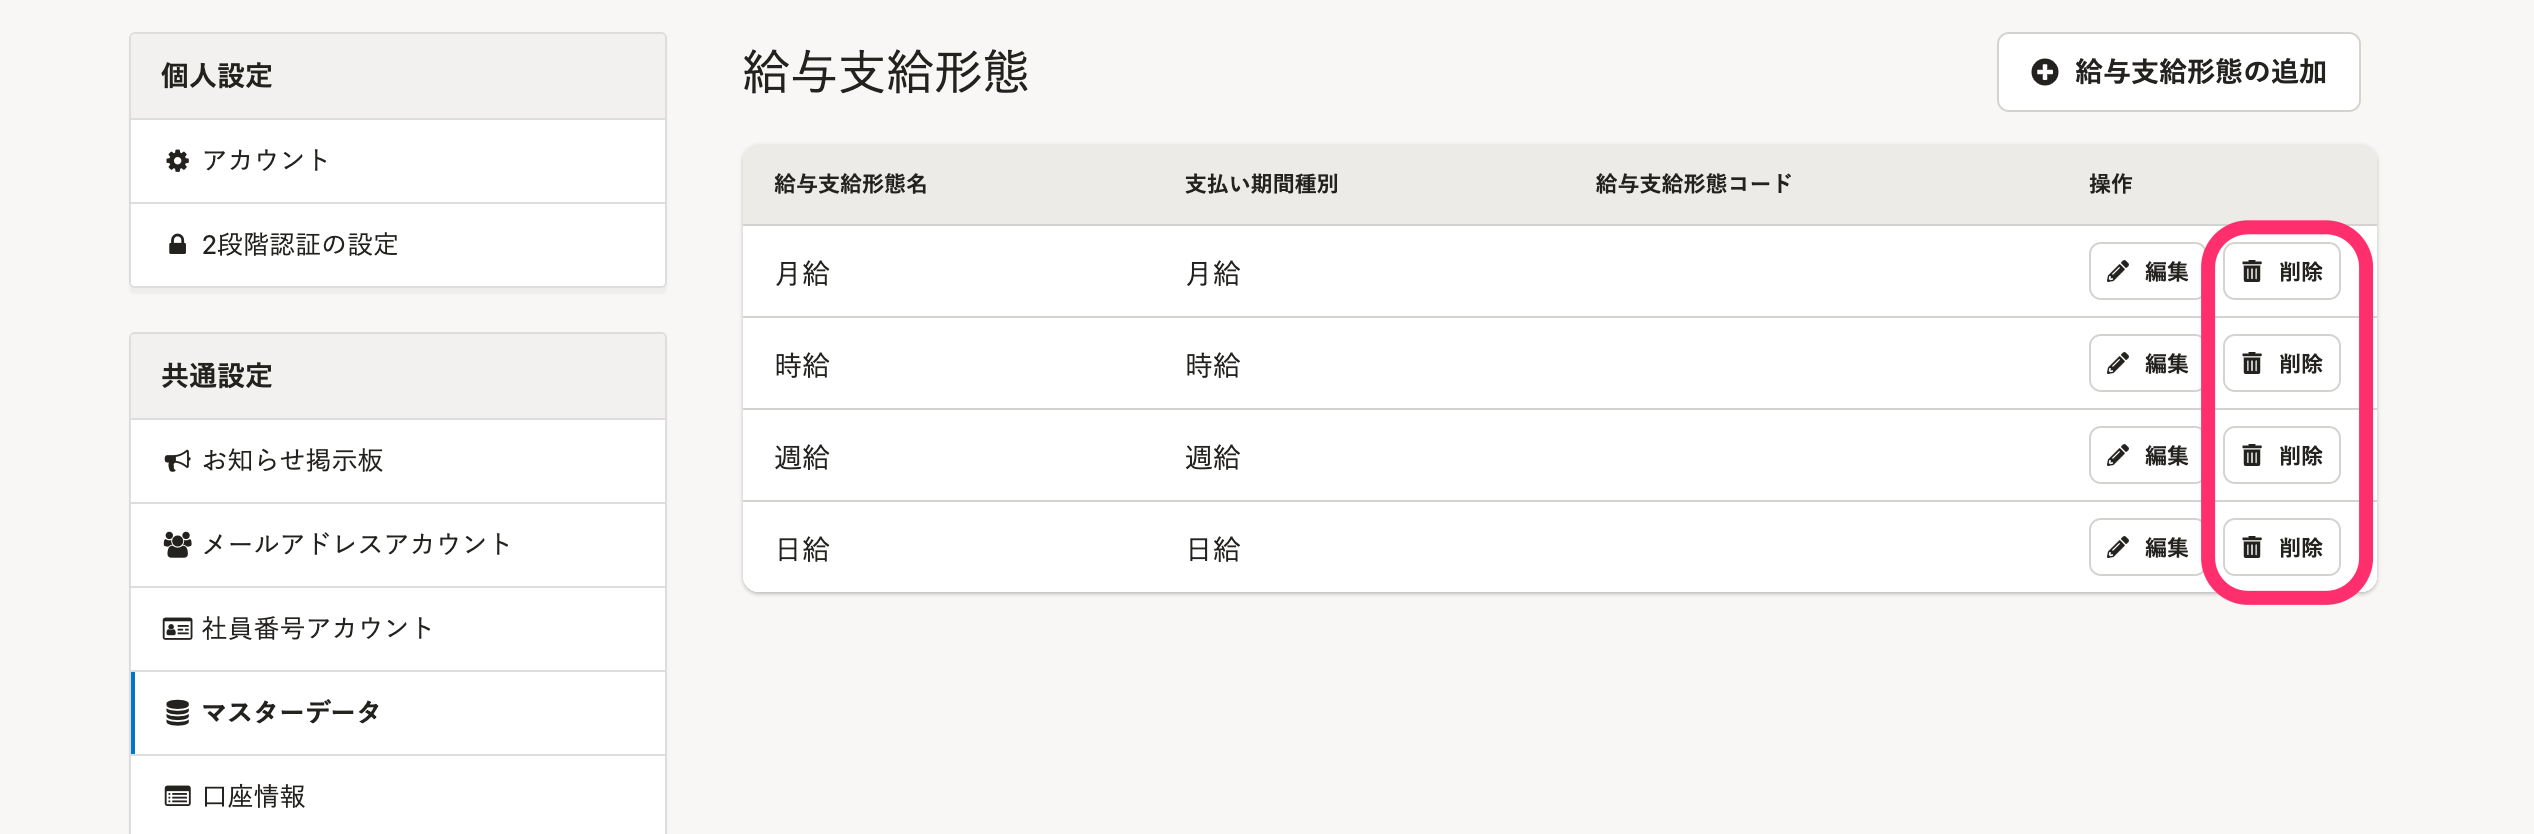 個人設定
アカウント
2段階認証の設定
共通設定
お知らせ掲示板
メールアドレスアカウント
社員番号アカウント
マスターデータ
口座情報
給与支給形態
給与支給形態の追加
給与支給形態名 支払い期間種別 給与支給形態コード 操作
月給 月給 編集 削除
時給 時給 編集 削除
週給 週給 編集 削除
日給 日給 編集 削除